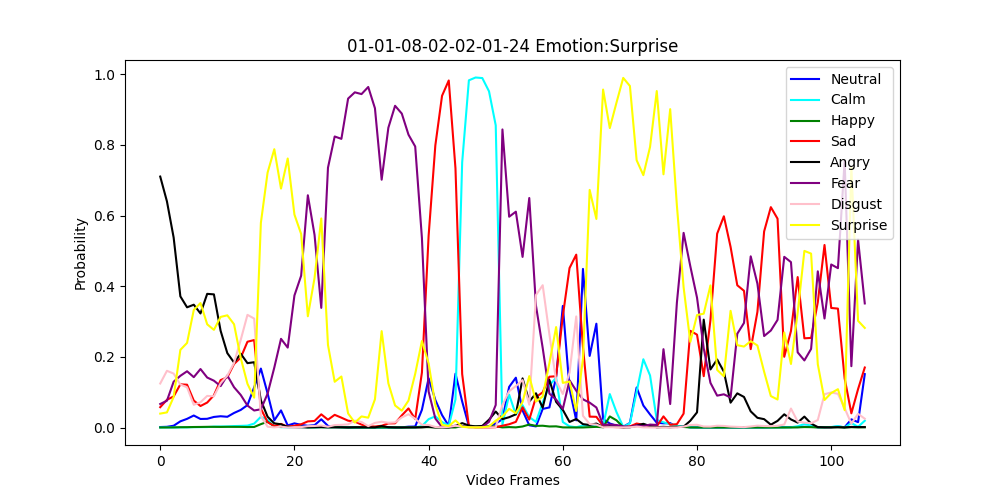 01-01-08-02-02-01-24 Emotion:Surprise
Probability
1.0
0.8
0.6
0.4
0.2
0.0
0
20
40
60
80
100
Video Frames
Neutral
Calm
Happy
Sad
Angry
Fear
Disgust
Surprise